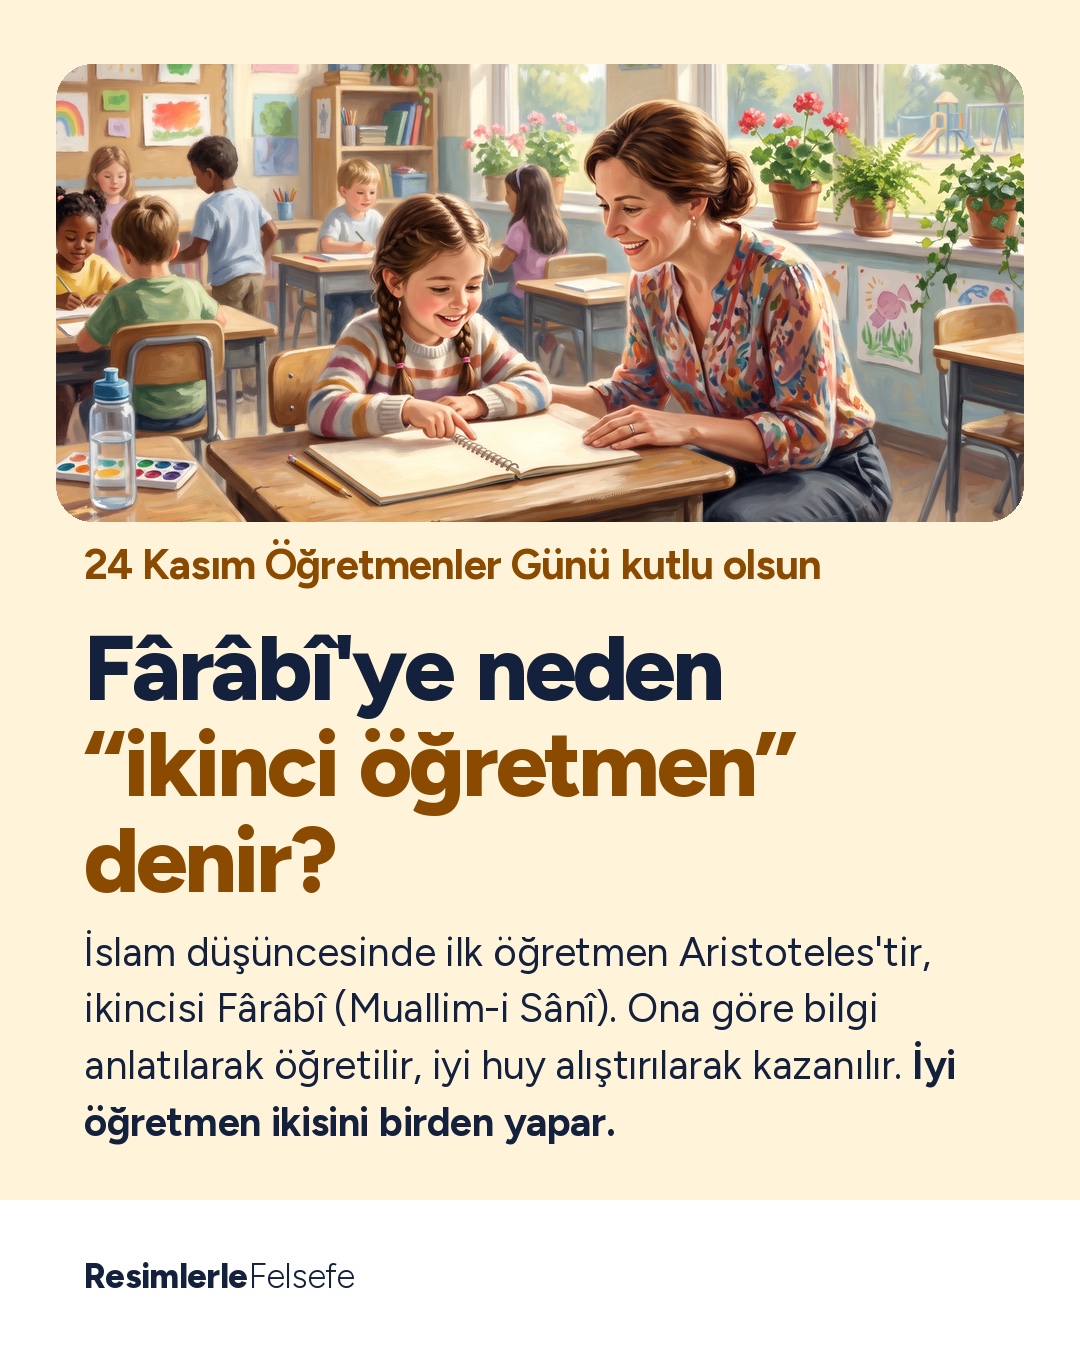 24 Kasım Öğretmenler Günü kutlu olsun
Fârâbî'ye neden
“ikinci öğretmen”
denir?
İslam düşüncesinde ilk öğretmen Aristoteles'tir,
ikincisi Fârâbî (Muallim-i Sânî). Ona göre bilgi
anlatılarak öğretilir, iyi huy alıştırılarak kazanılır. İyi
öğretmen ikisini birden yapar.
ResimlerleFelsefe